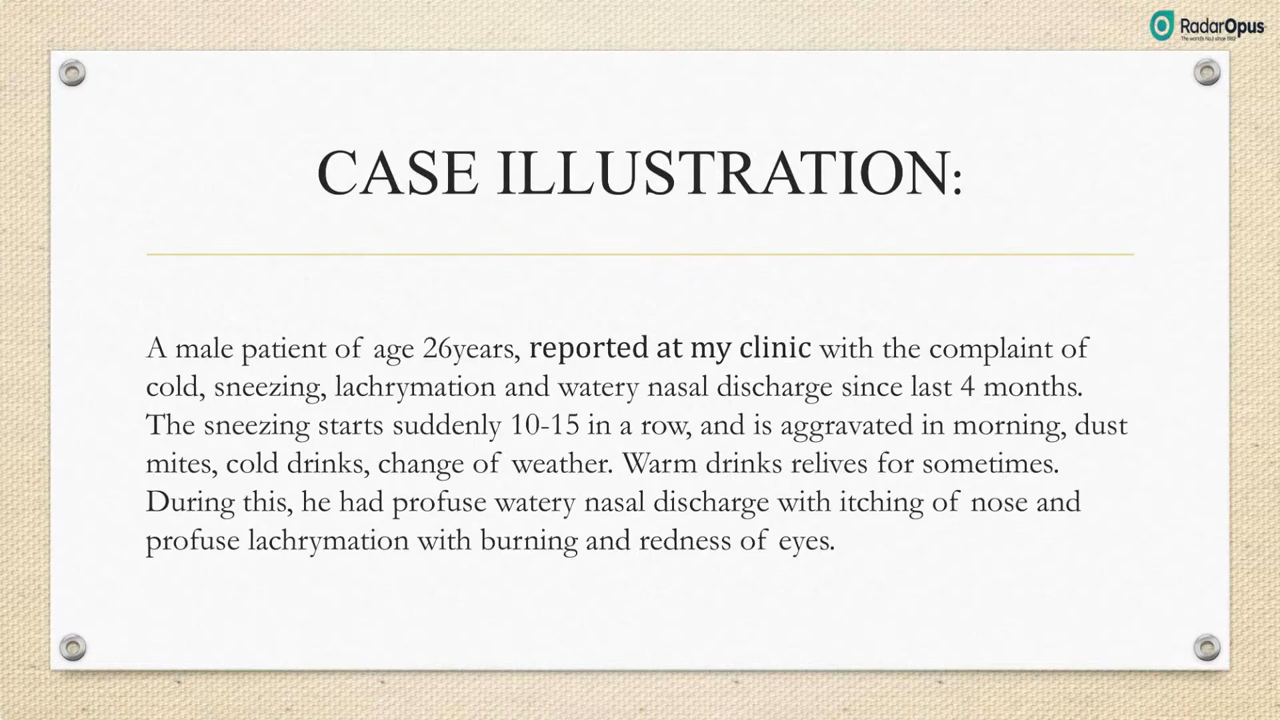 RadarOpus
CASE ILLUSTRATION:
A male patient of age 26years, reported at my clinic with the complaint of
cold, sneezing, lachrymation and watery nasal discharge since last 4 months.
The sneezing starts suddenly 10-15 in a row, and is aggravated in morning, dust
mites, cold drinks, change of weather. Warm drinks relives for sometimes.
During this, he had profuse watery nasal discharge with itching of nose and
profuse lachrymation with burning and redness of eyes.